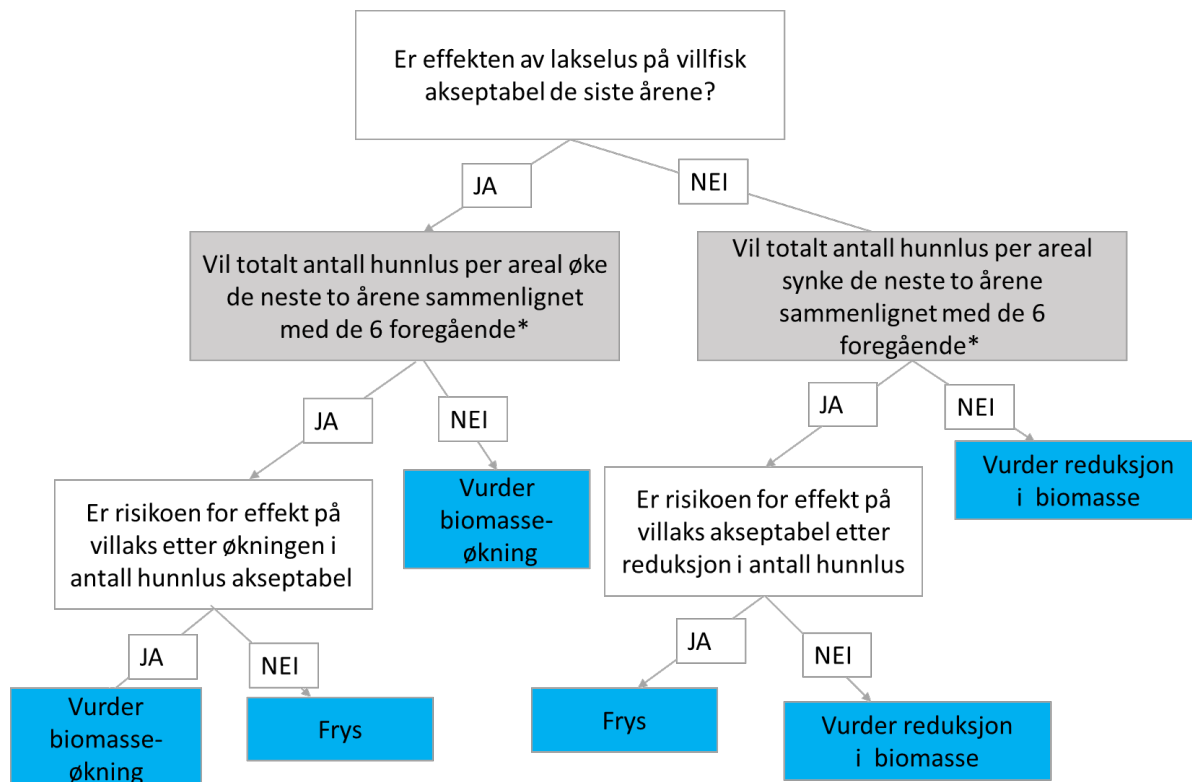 Er effekten av lakselus på villfisk
akseptabel de siste årene?
JA
NEI
Vil totalt antall hunnlus per areal øke
de neste to årene sammenlignet
med de 6 foregående*
Vil totalt antall hunnlus per areal
synke de neste to årene
sammenlignet med de 6
foregående*
JA
NEI
JA
NEI
Vurder
biomasse-
økning
Vurder reduksjon
i biomasse
Er risikoen for effekt på
villaks etter økningen i
antall hunnlus akseptabel
Er risikoen for effekt på
villaks akseptabel etter
reduksjon i antall hunnlus
JA
NEI
JA
NEI
Vurder
biomasse-
økning
Frys
Frys
Vurder reduksjon
i biomasse